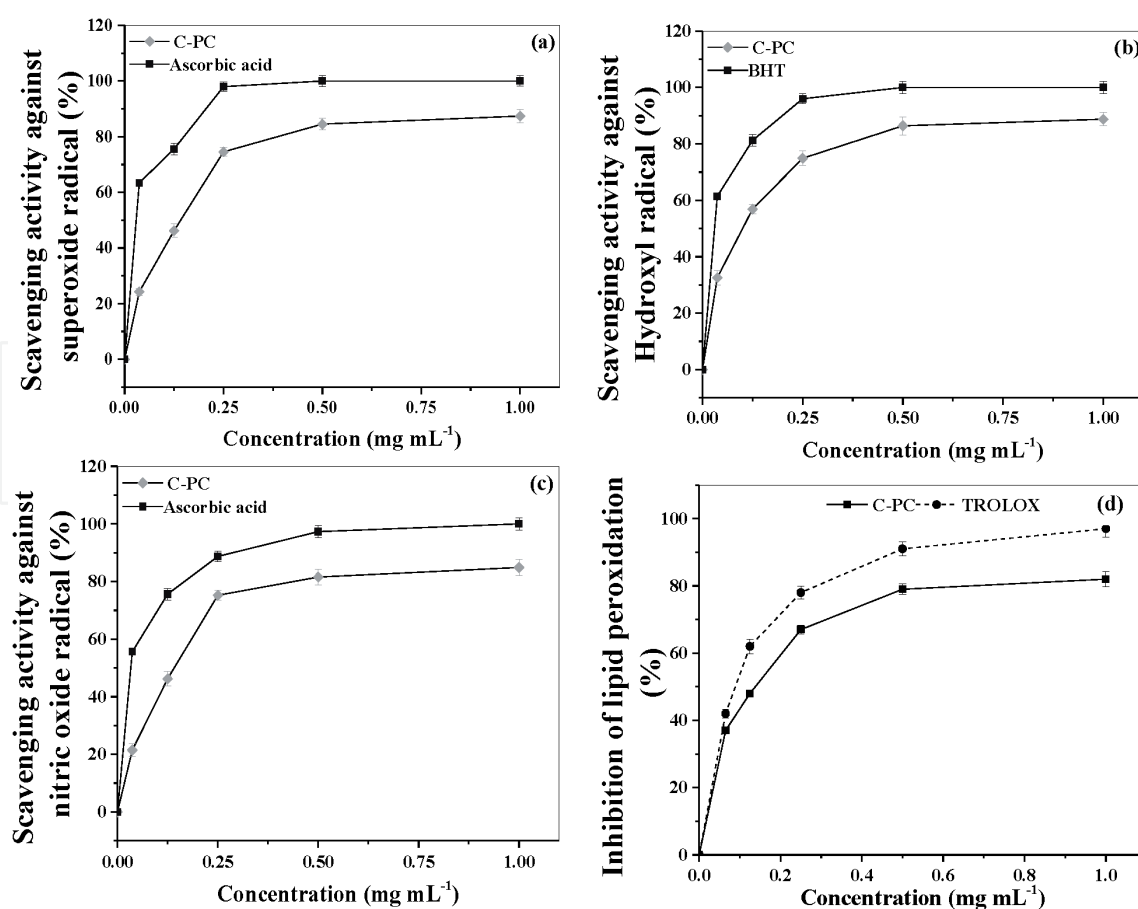 (a)
C-PC
Ascorbic acid
Scavenging activity against
superoxide radical (%)
120
100
80
60
40
20
0
0.00 0.25 0.50 0.75 1.00
Concentration (mg mL⁻¹)
(b)
C-PC
BHT
Scavenging activity against
Hydroxyl radical (%)
120
100
80
60
40
20
0
0.00 0.25 0.50 0.75 1.00
Concentration (mg mL⁻¹)
(c)
C-PC
Ascorbic acid
Scavenging activity against
nitric oxide radical (%)
120
100
80
60
40
20
0
0.00 0.25 0.50 0.75 1.00
Concentration (mg mL⁻¹)
(d)
C-PC TROLOX
Inhibition of lipid peroxidation
(%)
100
80
60
40
20
0
0.0 0.2 0.4 0.6 0.8 1.0
Concentration (mg mL⁻¹)